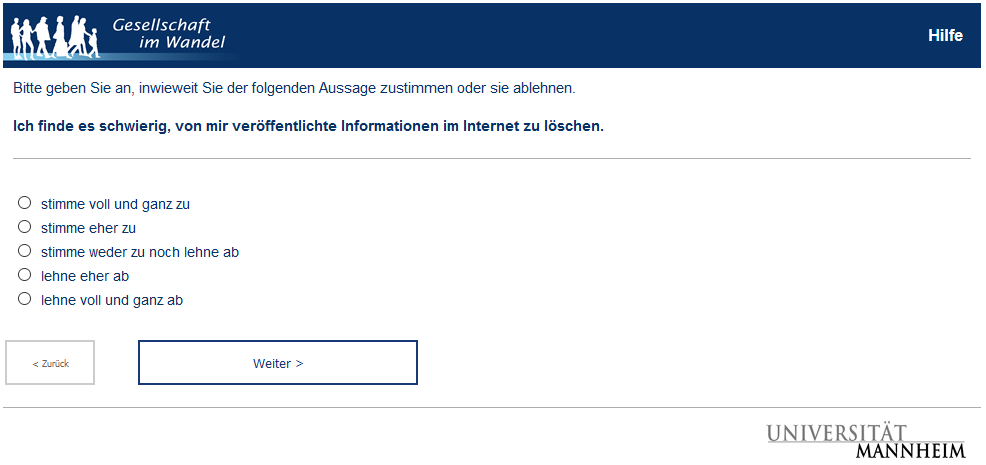 Gesellschaft
im Wandel
Hilfe
Bitte geben Sie an, inwieweit Sie der folgenden Aussage zustimmen oder sie ablehnen.
Ich finde es schwierig, von mir veröffentlichte Informationen im Internet zu löschen.
stimme voll und ganz zu
stimme eher zu
stimme weder zu noch lehne ab
lehne eher ab
lehne voll und ganz ab
< Zurück
Weiter >
UNIVERSITÄT
MANNHEIM